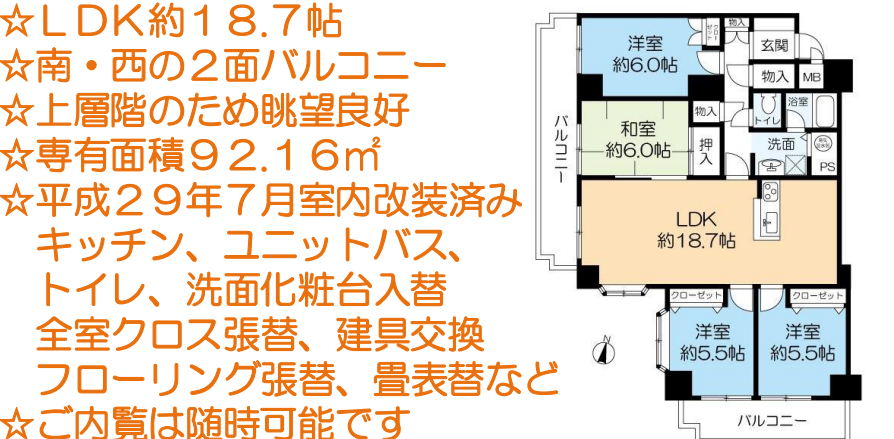 ☆ＬＤＫ約１８.７帖
☆南・西の２面バルコニー
☆上層階のため眺望良好
☆専有面積９２.１６㎡
☆平成２９年７月室内改装済み
キッチン、ユニットバス、
トイレ、洗面化粧台入替
全室クロス張替、建具交換
フローリング張替、畳表替など
☆ご内覧は随時可能です
物入
クローゼット
洋室
約6.0帖
玄関
物入
MB
バルコニー
和室
約6.0帖
物入
押入
トイレ
浴室
洗面
PS
LDK
約18.7帖
クローゼット
クローゼット
洋室
約5.5帖
洋室
約5.5帖
N
バルコニー